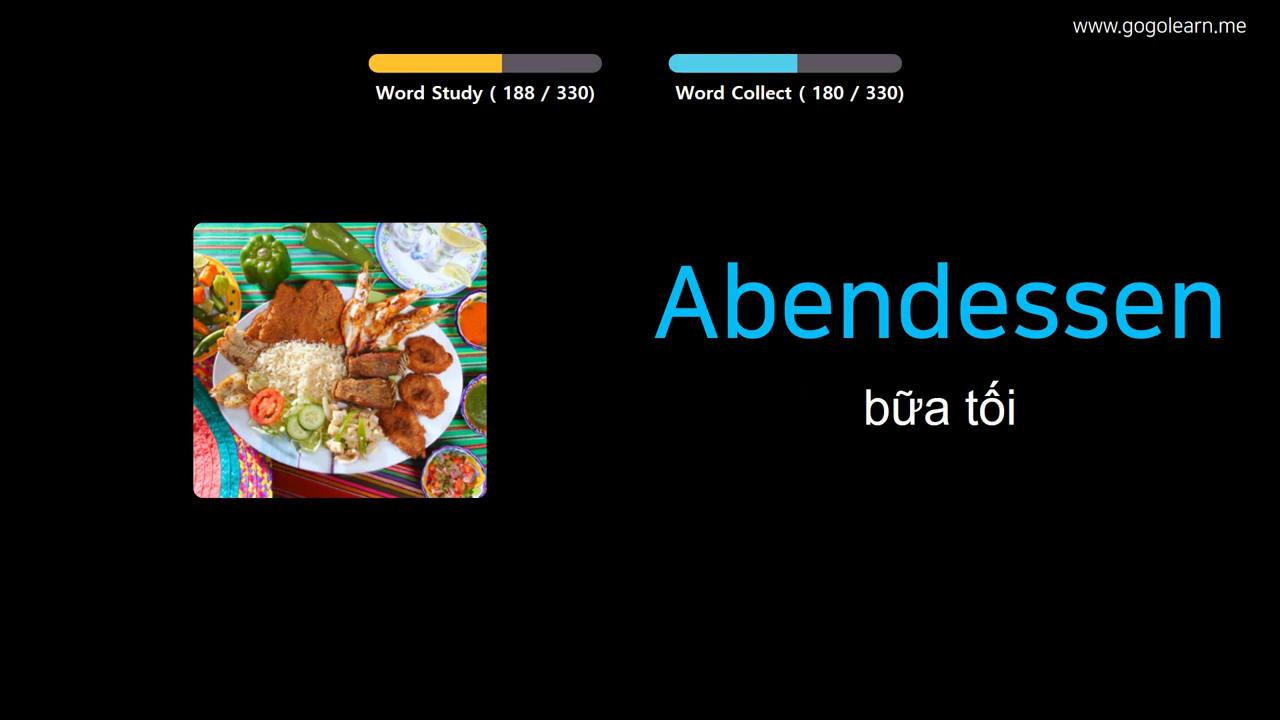 www.gogolearn.me
Word Study ( 188 / 330)
Word Collect ( 180 / 330)
Abendessen
bữa tối